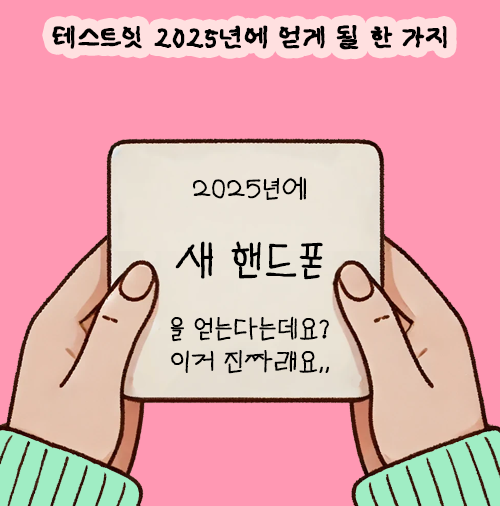 테스트잇 2025년에 얻게 될 한 가지
2025년에
새 핸드폰
을 얻는다는데요?
이거 진짜래요,,